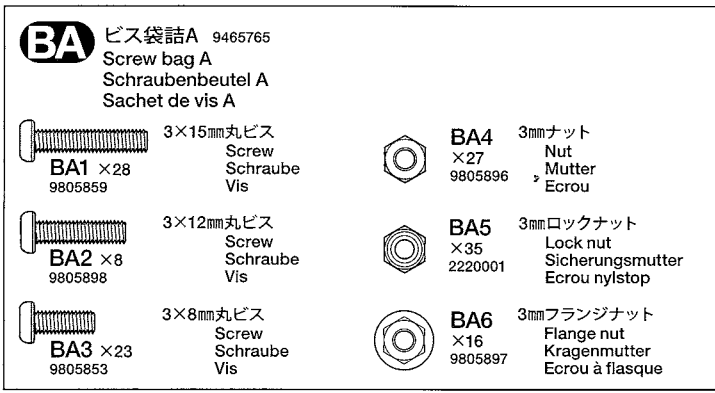 BA ビス袋詰A 9465765
Screw bag A
Schraubenbeutel A
Sachet de vis A
3×15㎜丸ビス
BA1 ×28 Screw
Schraube
9805859 Vis
3×12㎜丸ビス
Screw
BA2 ×8 Schraube
9805898 Vis
3×8㎜丸ビス
Screw
BA3 ×23 Schraube
9805853 Vis
BA4 3㎜ナット
×27 Nut
9805896 Mutter
Ecrou
BA5 3㎜ロックナット
×35 Lock nut
2220001 Sicherungsmutter
Ecrou nylstop
BA6 3㎜フランジナット
×16 Flange nut
9805897 Kragenmutter
Ecrou à flasque